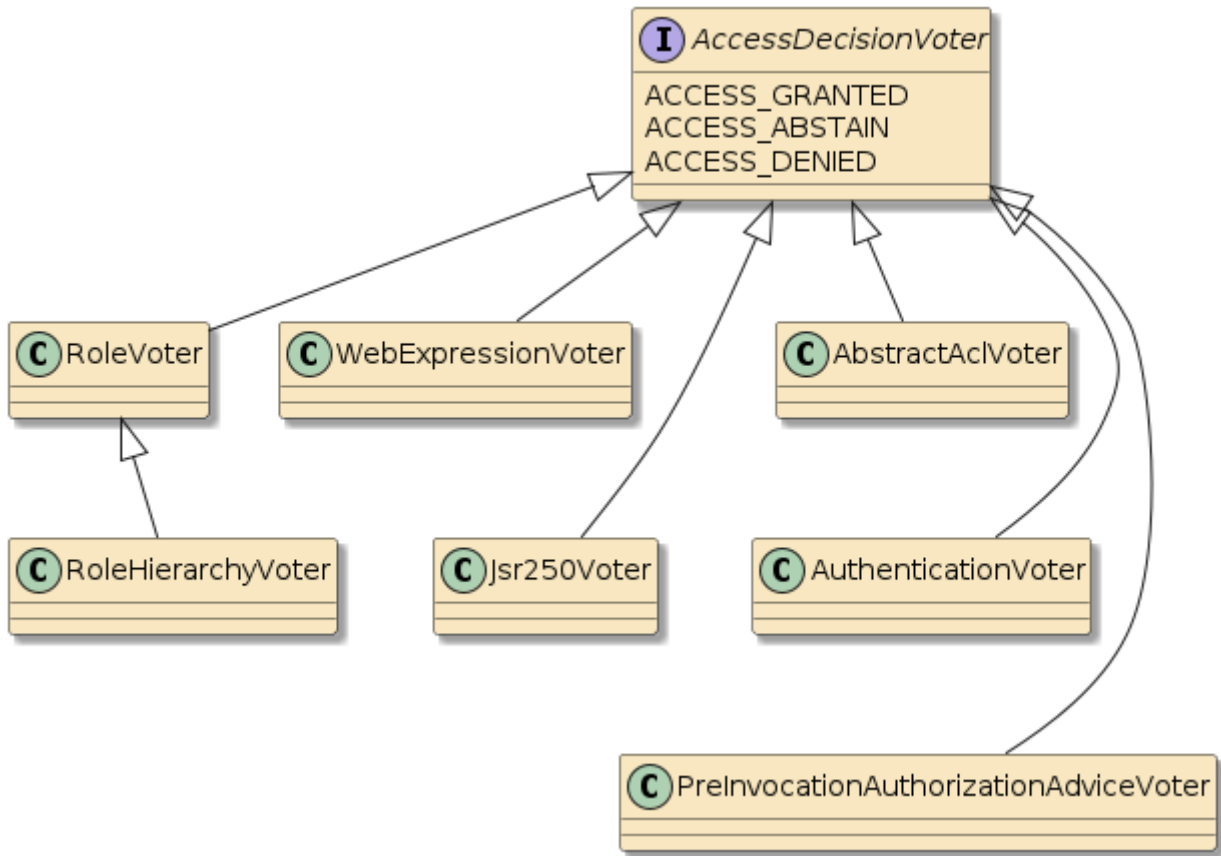 I AccessDecisionVoter
ACCESS_GRANTED
ACCESS_ABSTAIN
ACCESS_DENIED
C RoleVoter
C WebExpressionVoter
C AbstractAclVoter
C RoleHierarchyVoter
C Jsr250Voter
C AuthenticationVoter
C PreInvocationAuthorizationAdviceVoter